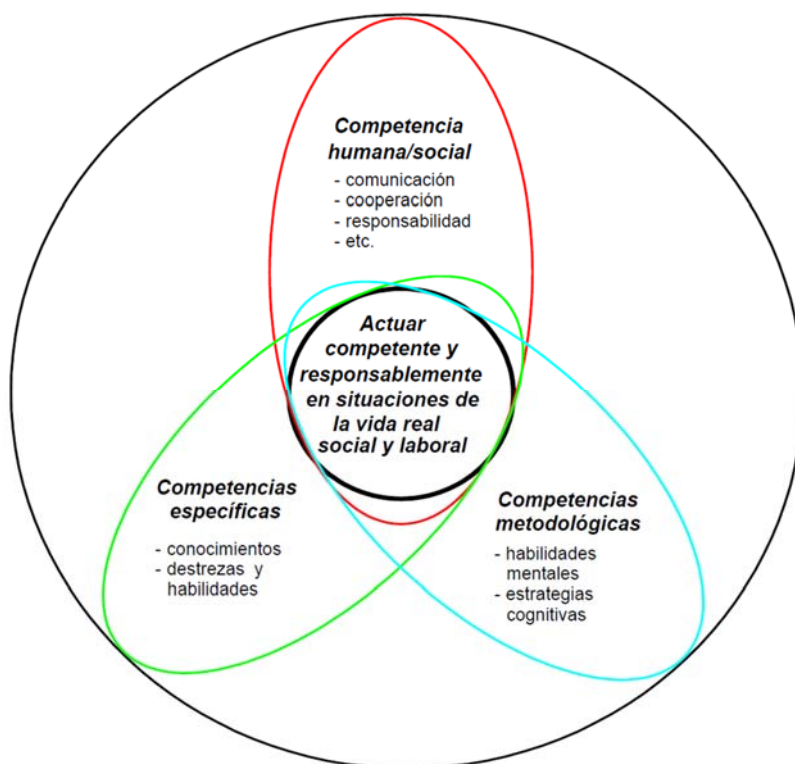 Competencia
humana/social
- comunicación
- cooperación
- responsabilidad
- etc.
Actuar
competente y
responsablemente
en situaciones de
la vida real
social y laboral
Competencias
específicas
- conocimientos
- destrezas y
habilidades
Competencias
metodológicas
- habilidades
mentales
- estrategias
cognitivas